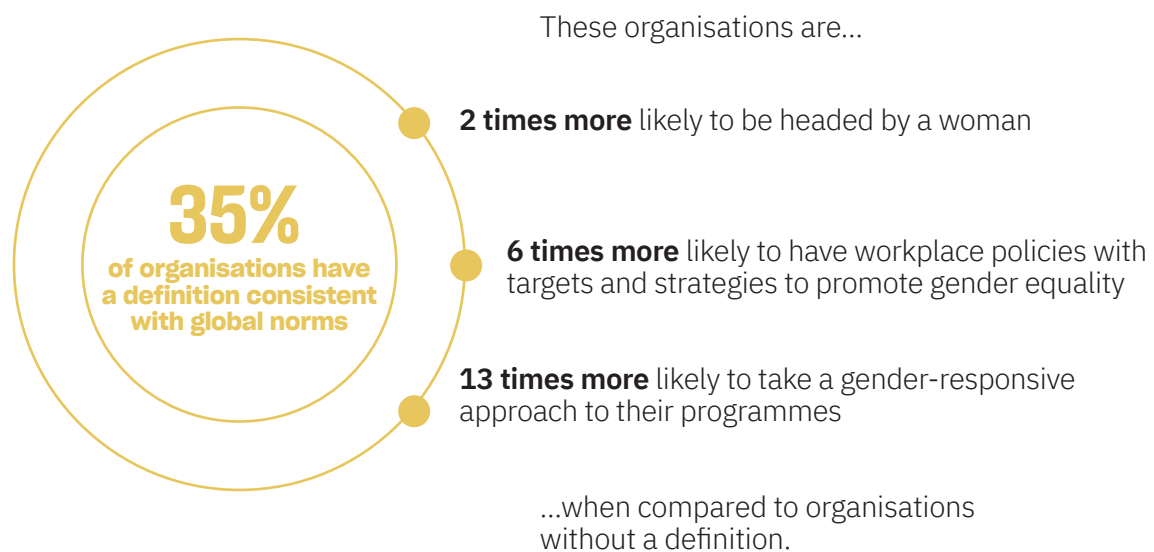 These organisations are...
35%
of organisations have
a definition consistent
with global norms
2 times more likely to be headed by a woman
6 times more likely to have workplace policies with
targets and strategies to promote gender equality
13 times more likely to take a gender-responsive
approach to their programmes
...when compared to organisations
without a definition.